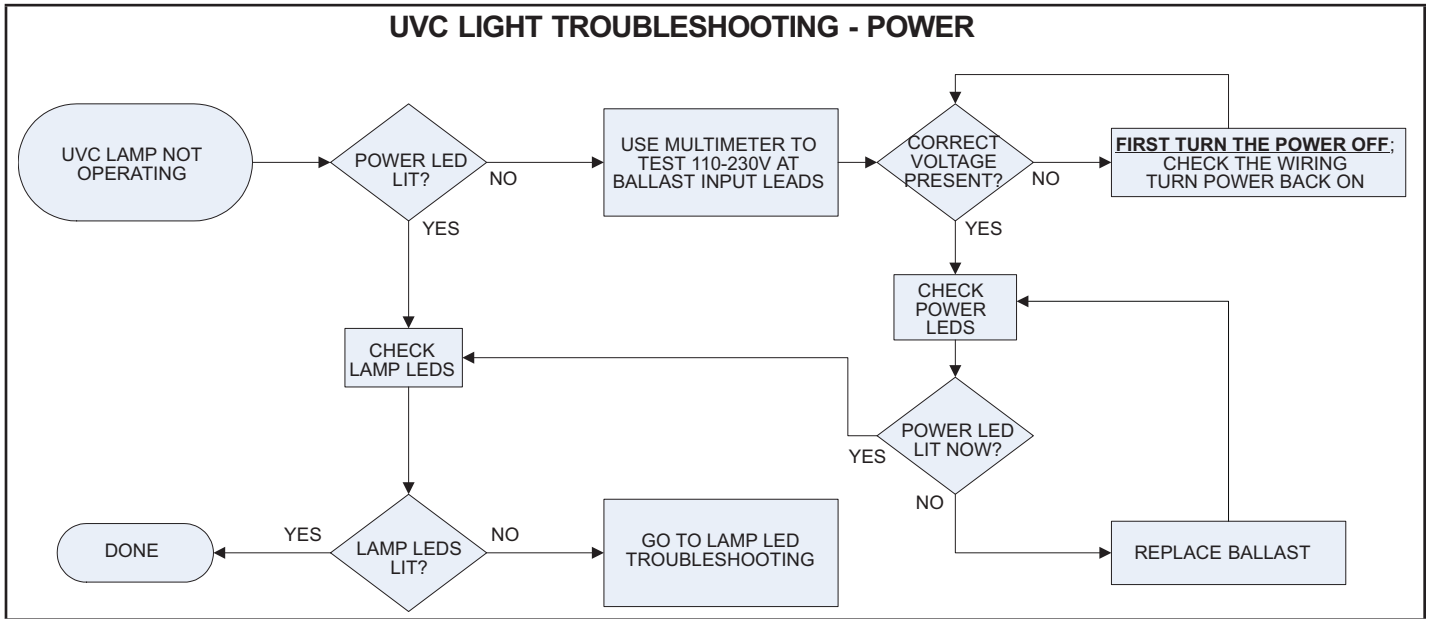 UVC LIGHT TROUBLESHOOTING - POWER
UVC LAMP NOT
OPERATING
POWER LED
LIT?
NO
YES
USE MULTIMETER TO
TEST 110-230V AT
BALLAST INPUT LEADS
CORRECT
VOLTAGE
PRESENT?
NO
YES
FIRST TURN THE POWER OFF;
CHECK THE WIRING
TURN POWER BACK ON
CHECK
POWER
LEDS
CHECK
LAMP LEDS
POWER LED
LIT NOW?
YES
NO
REPLACE BALLAST
LAMP LEDS
LIT?
YES
NO
DONE
GO TO LAMP LED
TROUBLESHOOTING